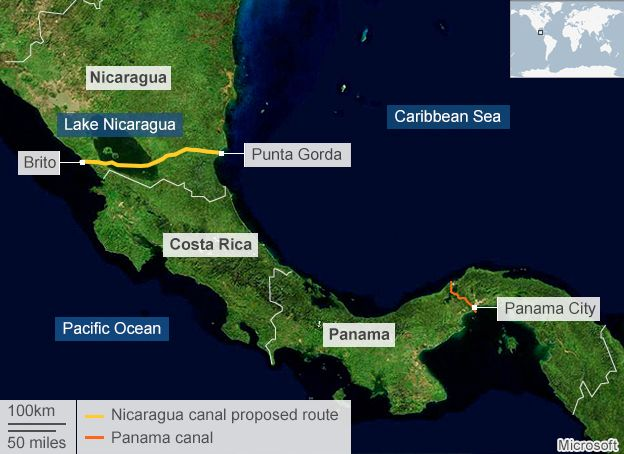 Nicaragua
Lake Nicaragua
Caribbean Sea
Brito
Punta Gorda
Costa Rica
Panama City
Pacific Ocean
Panama
100km
50 miles
Nicaragua canal proposed route
Panama canal
Microsoft